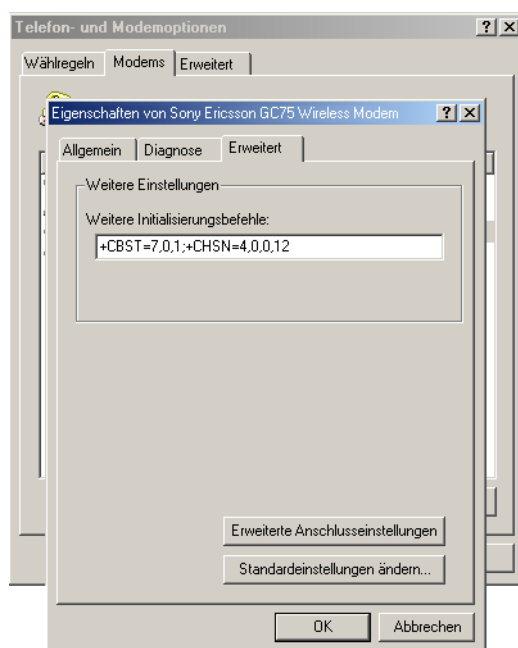 Telefon- und Modemoptionen
Wählregeln Modems Erweitert
Eigenschaften von Sony Ericsson GC75 Wireless Modem
Allgemein Diagnose Erweitert
Weitere Einstellungen
Weitere Initialisierungsbefehle:
+CBST=7,0,1;+CHSN=4,0,0,12
Erweiterte Anschlusseinstellungen
Standardeinstellungen ändern...
OK Abbrechen